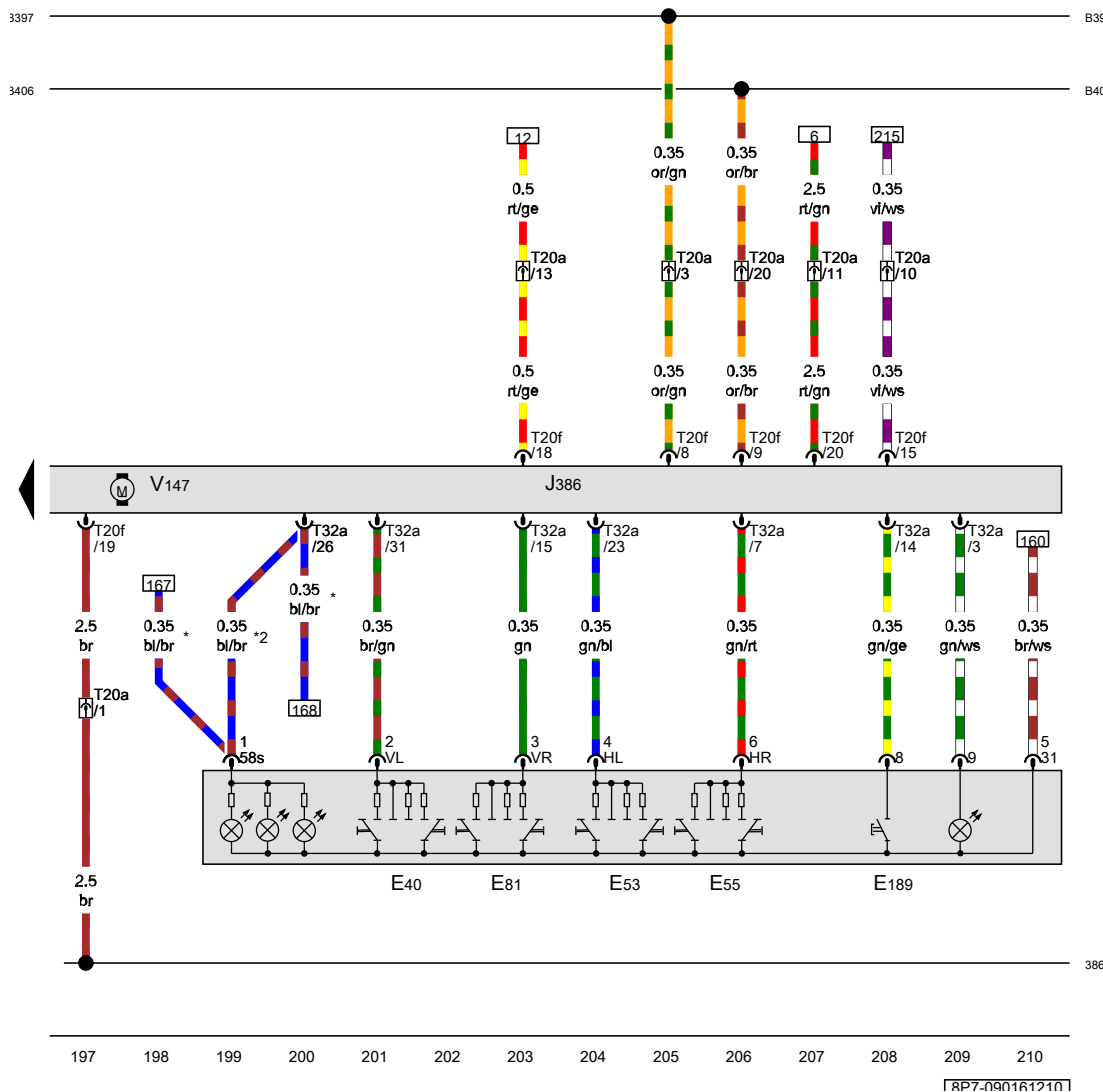 3397
B39
3406
B40
12
6
215
0.35
or/gn
0.35
or/br
0.5
rt/ge
2.5
rt/gn
0.35
vi/ws
T20a
/13
T20a
/3
T20a
/20
T20a
/11
T20a
/10
0.5
rt/ge
0.35
or/gn
0.35
or/br
2.5
rt/gn
0.35
vi/ws
T20f
/18
T20f
/8
T20f
/9
T20f
/20
T20f
/15
M
V147
J386
T20f
/19
T32a
/26
T32a
/31
T32a
/15
T32a
/23
T32a
/7
T32a
/14
T32a
/3
160
167
0.35
bl/br *
2.5
br
0.35
bl/br *
0.35
bl/br *2
0.35
br/gn
0.35
gn
0.35
gn/bl
0.35
gn/rt
0.35
gn/ge
0.35
gn/ws
0.35
br/ws
T20a
/1
168
1
58s
2
VL
3
VR
4
HL
6
HR
8
9
5
31
E40
E81
E53
E55
E189
2.5
br
386
197 198 199 200 201 202 203 204 205 206 207 208 209 210
8P7-090161210